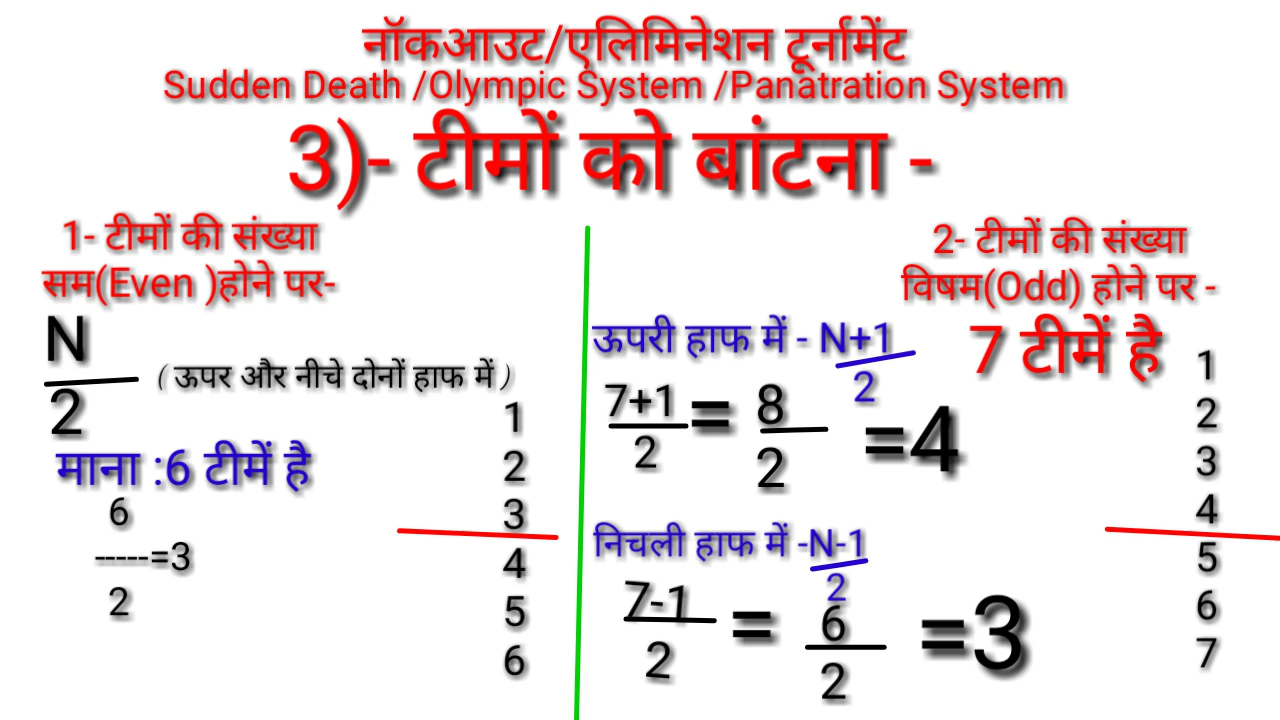 नॉकआउट/एलिमिनेशन टूर्नामेंट
Sudden Death /Olympic System /Panatration System
3)- टीमों को बांटना -
1- टीमों की संख्या
सम(Even )होने पर-
N
2
( ऊपर और नीचे दोनों हाफ में )
माना :6 टीमें है
6
-----=3
2
1
2
3
4
5
6
2- टीमों की संख्या
विषम(Odd) होने पर -
7 टीमें है
ऊपरी हाफ में - N+1
2
7+1
2
=
8
2
=4
निचली हाफ में -N-1
2
7-1
2
=
6
2
=3
1
2
3
4
5
6
7